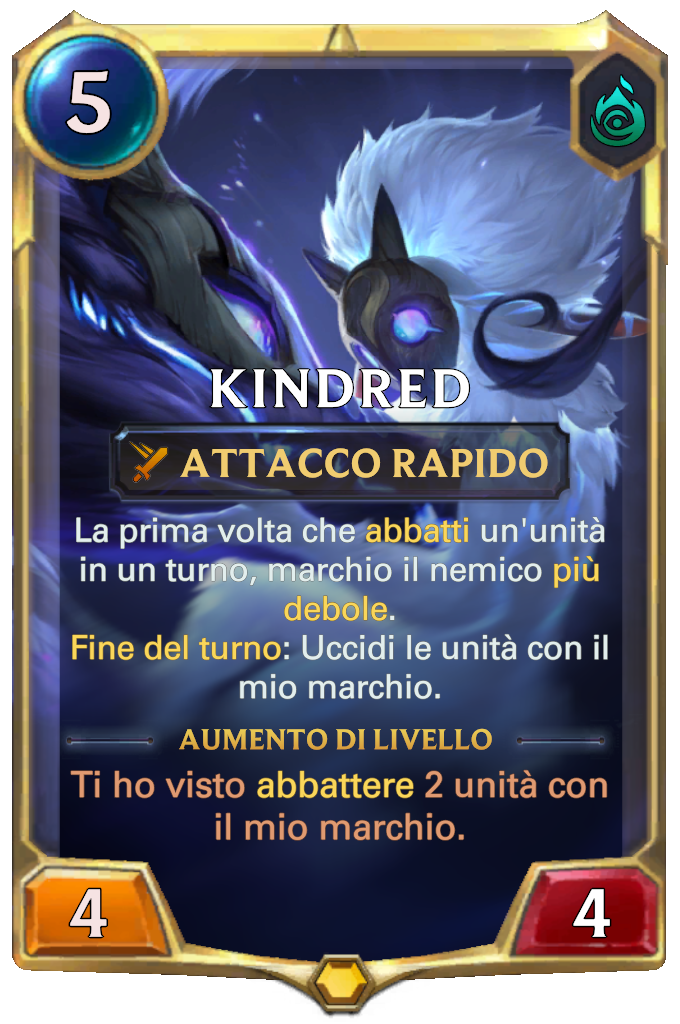 5
KINDRED
ATTACCO RAPIDO
La prima volta che abbatti un'unità
in un turno, marchio il nemico più
debole.
Fine del turno: Uccidi le unità con il
mio marchio.
AUMENTO DI LIVELLO
Ti ho visto abbattere 2 unità con
il mio marchio.
4
4